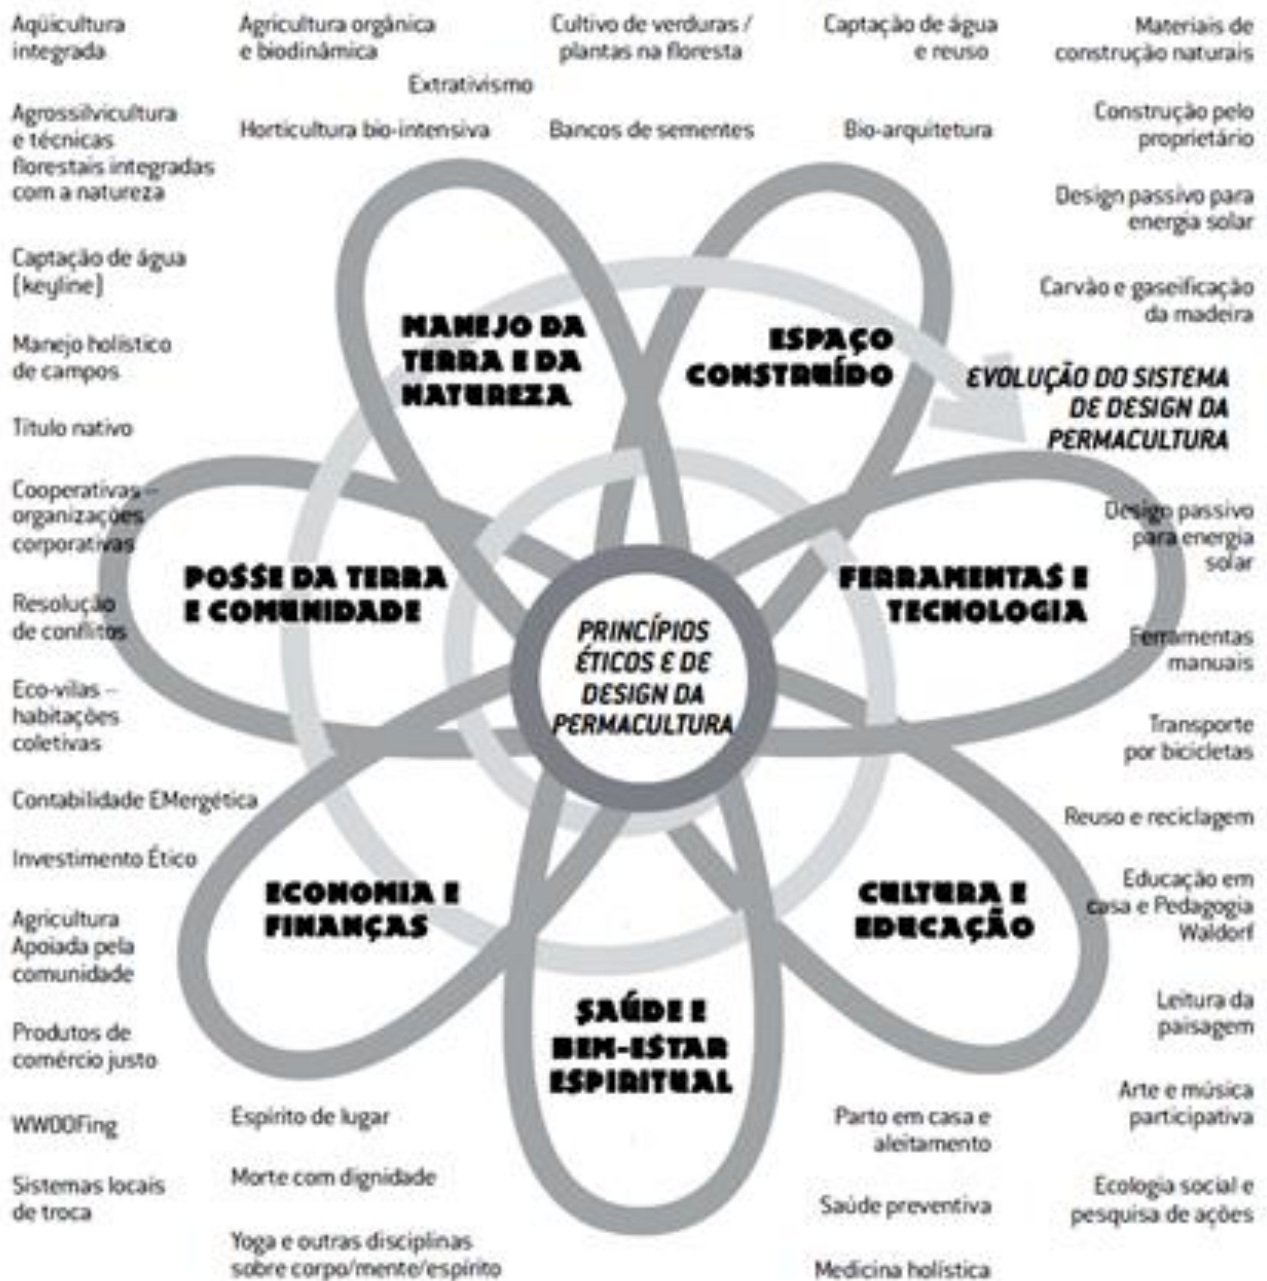 Aqüicultura
integrada
Agricultura orgânica
e biodinâmica
Cultivo de verduras /
plantas na floresta
Captação de água
e reuso
Materiais de
construção naturais
Extrativismo
Agrossilvicultura
e técnicas
florestais integradas
com a natureza
Horticultura bio-intensiva
Bancos de sementes
Bio-arquitetura
Construção pelo
proprietário
Design passivo para
energia solar
Captação de água
[keyline]
Carvão e gaseificação
da madeira
Manejo holístico
de campos
MANEJO DA
TERRA E DA
NATUREZA
ESPAÇO
CONSTRUÍDO
EVOLUÇÃO DO SISTEMA
DE DESIGN DA
PERMACULTURA
Título nativo
Cooperativas –
organizações
corporativas
Design passivo
para energia
solar
POSSE DA TERRA
E COMUNIDADE
FERRAMENTAS E
TECNOLOGIA
Resolução
de conflitos
PRINCÍPIOS
ÉTICOS E DE
DESIGN DA
PERMACULTURA
Ferramentas
manuais
Eco-vilas –
habitações
coletivas
Transporte
por bicicletas
Contabilidade EMergética
Reuso e reciclagem
Investimento Ético
ECONOMIA E
FINANÇAS
CULTURA E
EDUCAÇÃO
Educação em
casa e Pedagogia
Waldorf
Agricultura
Apoiada pela
comunidade
Leitura da
paisagem
SAÚDE E
BEM-ESTAR
ESPIRITUAL
Produtos de
comércio justo
Arte e música
participativa
WWOOFing
Espírito de lugar
Parto em casa e
aleitamento
Sistemas locais
de troca
Morte com dignidade
Saúde preventiva
Ecologia social e
pesquisa de ações
Yoga e outras disciplinas
sobre corpo/mente/espírito
Medicina holística